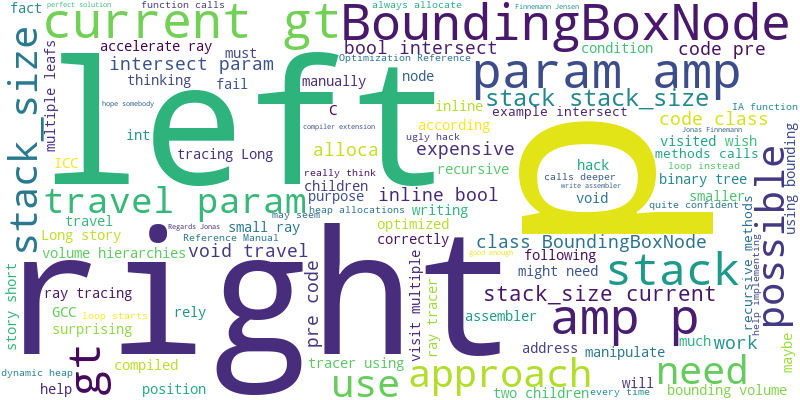 fact
perfect solution
function calls
current gt
BoundingBoxNode
always allocate
Finnemann Jensen
stack_size
multiple leafs
accelerate ray
must
bool intersect
condition
code pre
intersect param
Optimization Reference
param amp
thinking
fail
manually
node
left
stack stack_size
hope somebody
C
inline
example intersect
_IA function
int
compiler extension
according
code class
Jonas Finnemann
ICC
tracing Long
ugly hack
alloca
expensive
p
visited wish
methods calls
loop instead
using bounding
really think
recursive
hack
calls deeper
write assembler
void
binary tree
children
purpose
heap allocations
inline bool
writing
smaller
quite confident
possible
travel param
may seem
travel
Regards Jonas
small ray
optimized
Long story
Reference Manual
correctly
class BoundingBoxNode
recursive methods
help implementing
volume hierarchies
void travel
right
following
might need
stack
story short
ray tracing
pre code
visit multiple
ray tracer
stack_size current
GCC
loop starts
rely
surprising
assembler
amp p
much
work
gt
tracer using
address
manipulate
maybe
dynamic heap
compiled
approach
need
help
position
use
two children
every time
will
bounding volume
good enough